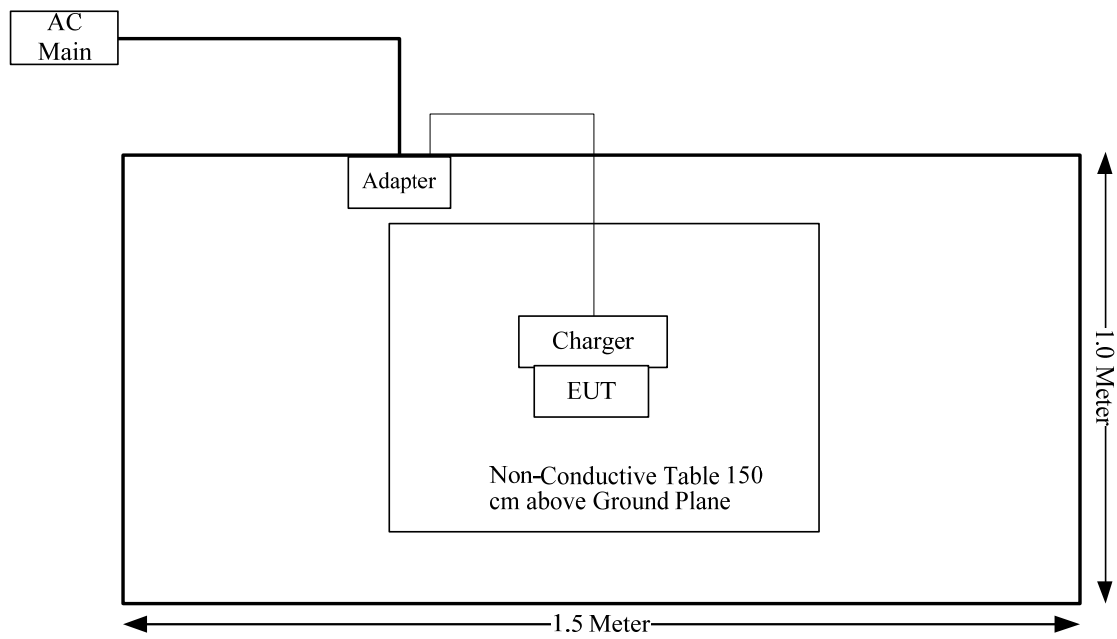 AC
Main
Adapter
Charger
EUT
Non-Conductive Table 150
cm above Ground Plane
1.0 Meter
1.5 Meter